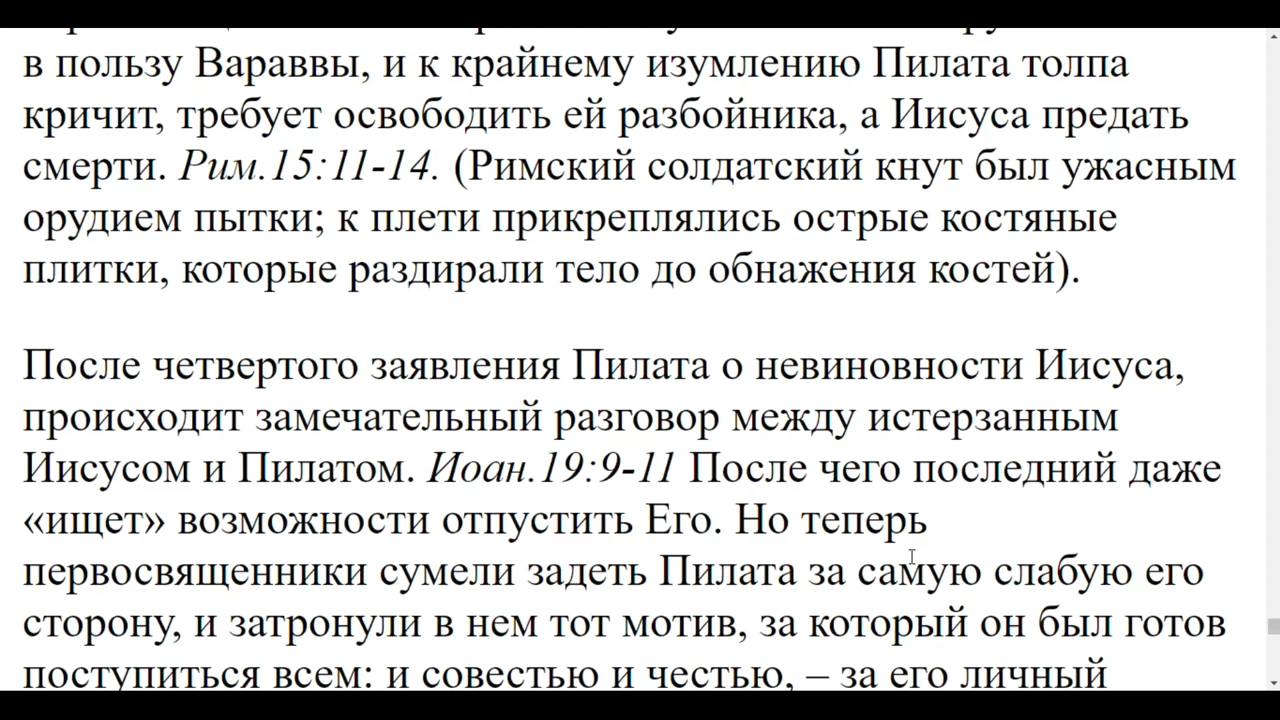 в пользу Вараввы, и к крайнему изумлению Пилата толпа
кричит, требует освободить ей разбойника, а Иисуса предать
смерти. Рим.15:11-14. (Римский солдатский кнут был ужасным
орудием пытки; к плети прикреплялись острые костяные
плитки, которые раздирали тело до обнажения костей).
После четвертого заявления Пилата о невиновности Иисуса,
происходит замечательный разговор между истерзанным
Иисусом и Пилатом. Иоан.19:9-11 После чего последний даже
«ищет» возможности отпустить Его. Но теперь
первосвященники сумели задеть Пилата за самую слабую его
сторону, и затронули в нем тот мотив, за который он был готов
поступиться всем: и совестью и честью, – за его личный